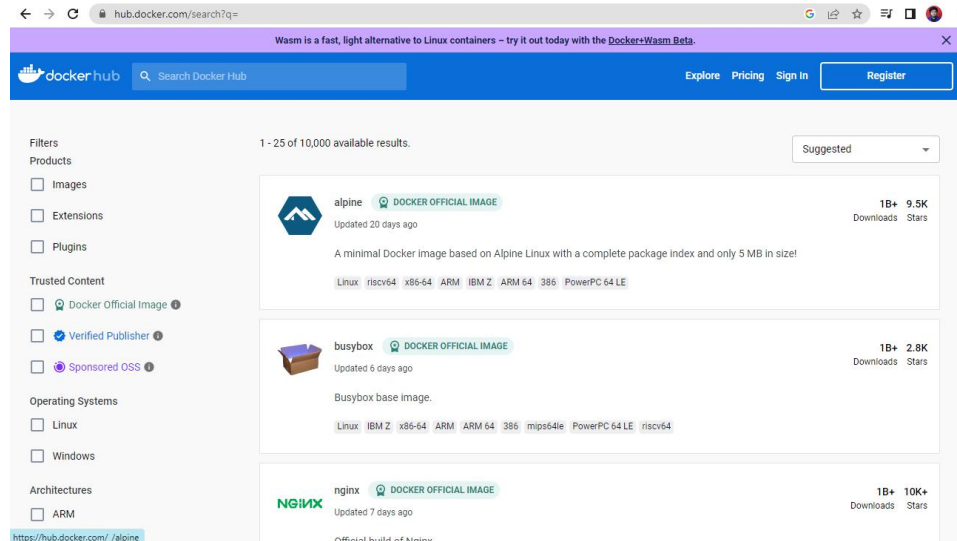 hub.docker.com/search?q=
Wasm is a fast, light alternative to Linux containers – try it out today with the Docker+Wasm Beta.
dockerhub
Search Docker Hub
Explore Pricing Sign In Register
Filters
1 - 25 of 10,000 available results.
Suggested
Products
Images
Extensions
Plugins
Trusted Content
Docker Official Image
Verified Publisher
Sponsored OSS
Operating Systems
Linux
Windows
Architectures
ARM
alpine DOCKER OFFICIAL IMAGE
1B+ 9.5K
Updated 20 days ago
Downloads Stars
A minimal Docker image based on Alpine Linux with a complete package index and only 5 MB in size!
Linux riscv64 x86-64 ARM IBM Z ARM 64 386 PowerPC 64 LE
busybox DOCKER OFFICIAL IMAGE
1B+ 2.8K
Updated 6 days ago
Downloads Stars
Busybox base image.
Linux IBM Z x86-64 ARM ARM 64 386 mips64le PowerPC 64 LE riscv64
NGINX
nginx DOCKER OFFICIAL IMAGE
1B+ 10K+
Updated 7 days ago
Downloads Stars
Official build of Nginx.
https://hub.docker.com/_/alpine